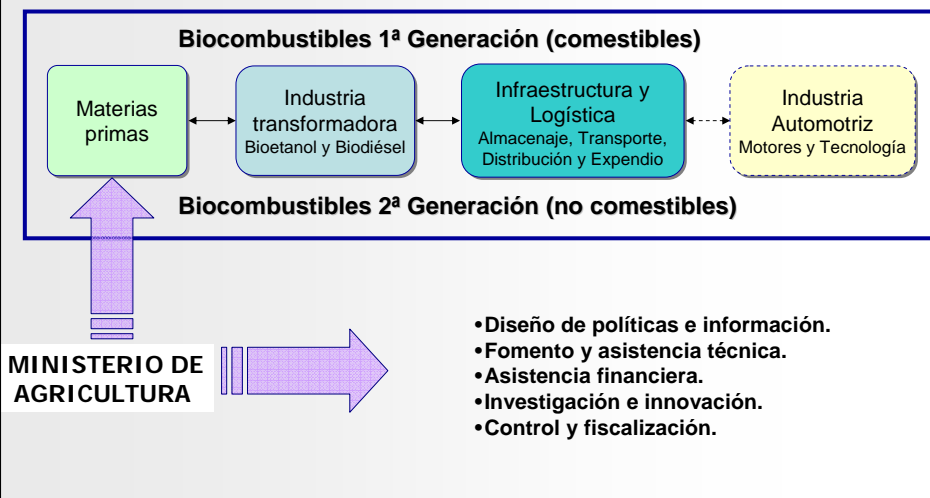 Biocombustibles 1ª Generación (comestibles)
Materias
primas
Industria
transformadora
Bioetanol y Biodiésel
Infraestructura y
Logística
Almacenaje, Transporte,
Distribución y Expendio
Industria
Automotriz
Motores y Tecnología
Biocombustibles 2ª Generación (no comestibles)
MINISTERIO DE
AGRICULTURA
•Diseño de políticas e información.
•Fomento y asistencia técnica.
•Asistencia financiera.
•Investigación e innovación.
•Control y fiscalización.